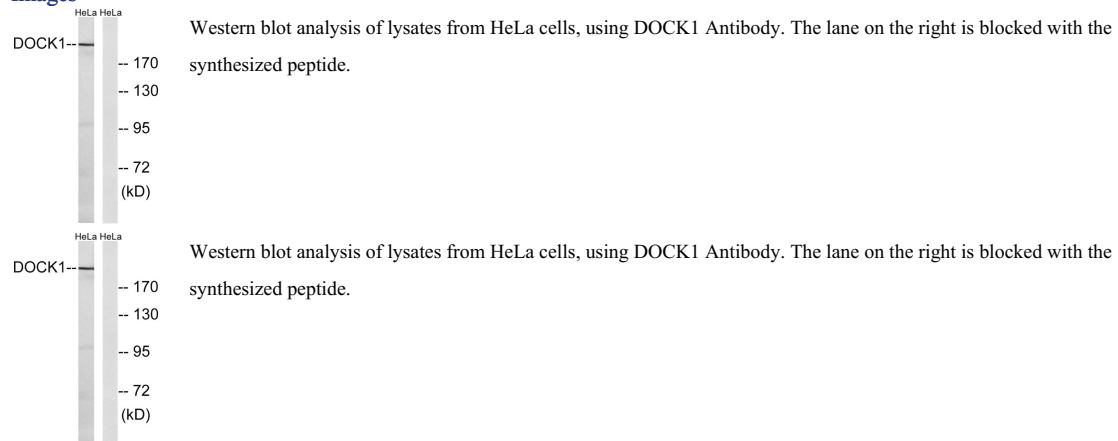 Images
HeLa HeLa
DOCK1--
-- 170
-- 130
-- 95
-- 72
(kD)
Western blot analysis of lysates from HeLa cells, using DOCK1 Antibody. The lane on the right is blocked with the
synthesized peptide.
HeLa HeLa
DOCK1--
-- 170
-- 130
-- 95
-- 72
(kD)
Western blot analysis of lysates from HeLa cells, using DOCK1 Antibody. The lane on the right is blocked with the
synthesized peptide.